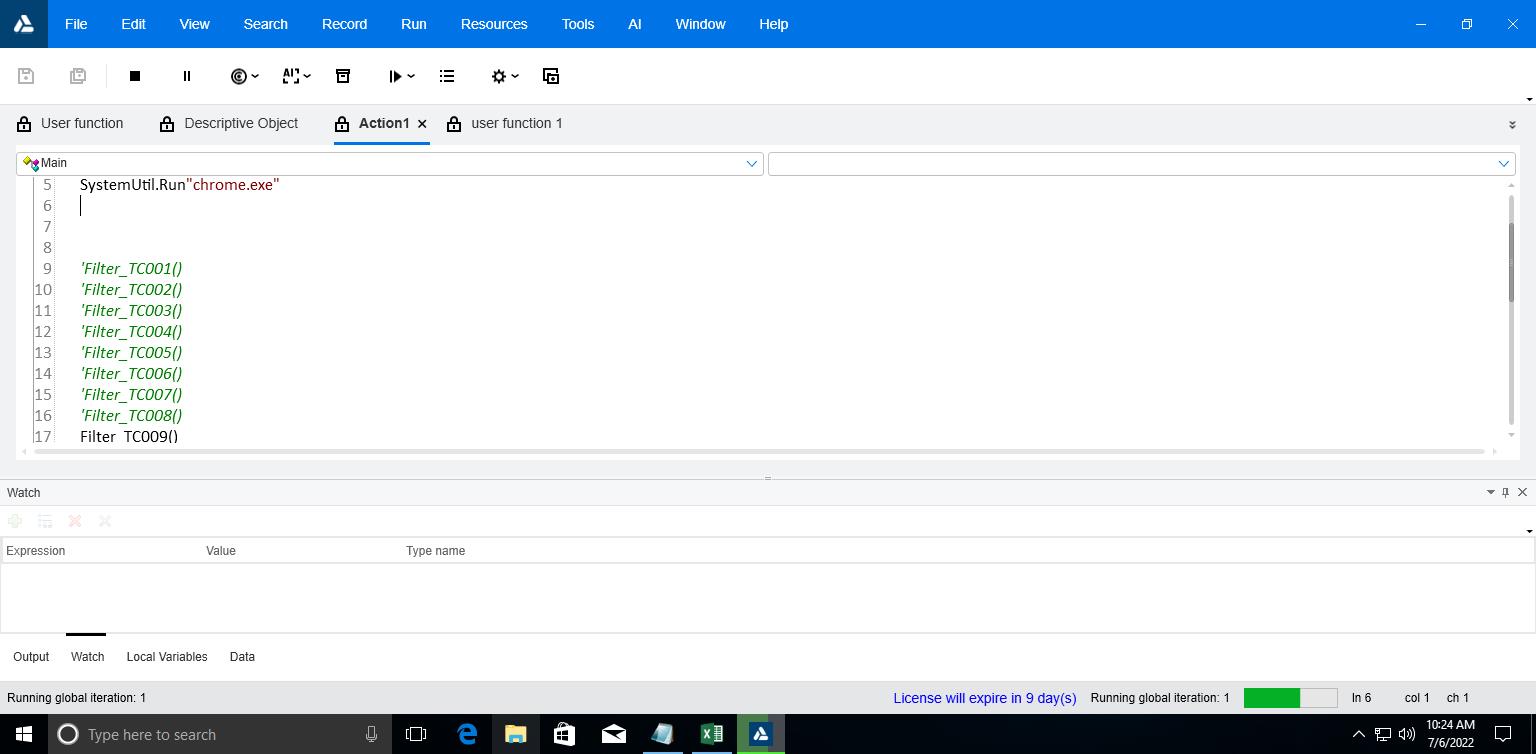 File Edit View Search Record Run Resources Tools AI Window Help
User function Descriptive Object Action1 user function 1
Main
5 SystemUtil.Run"chrome.exe"
6
7
8
9 'Filter_TC001()
10 'Filter_TC002()
11 'Filter_TC003()
12 'Filter_TC004()
13 'Filter_TC005()
14 'Filter_TC006()
15 'Filter_TC007()
16 'Filter_TC008()
17 Filter_TC009()
Watch
Expression Value Type name
Output Watch Local Variables Data
Running global iteration: 1 License will expire in 9 day(s) Running global iteration: 1 ln 6 col 1 ch 1
Type here to search
10:24 AM
7/6/2022